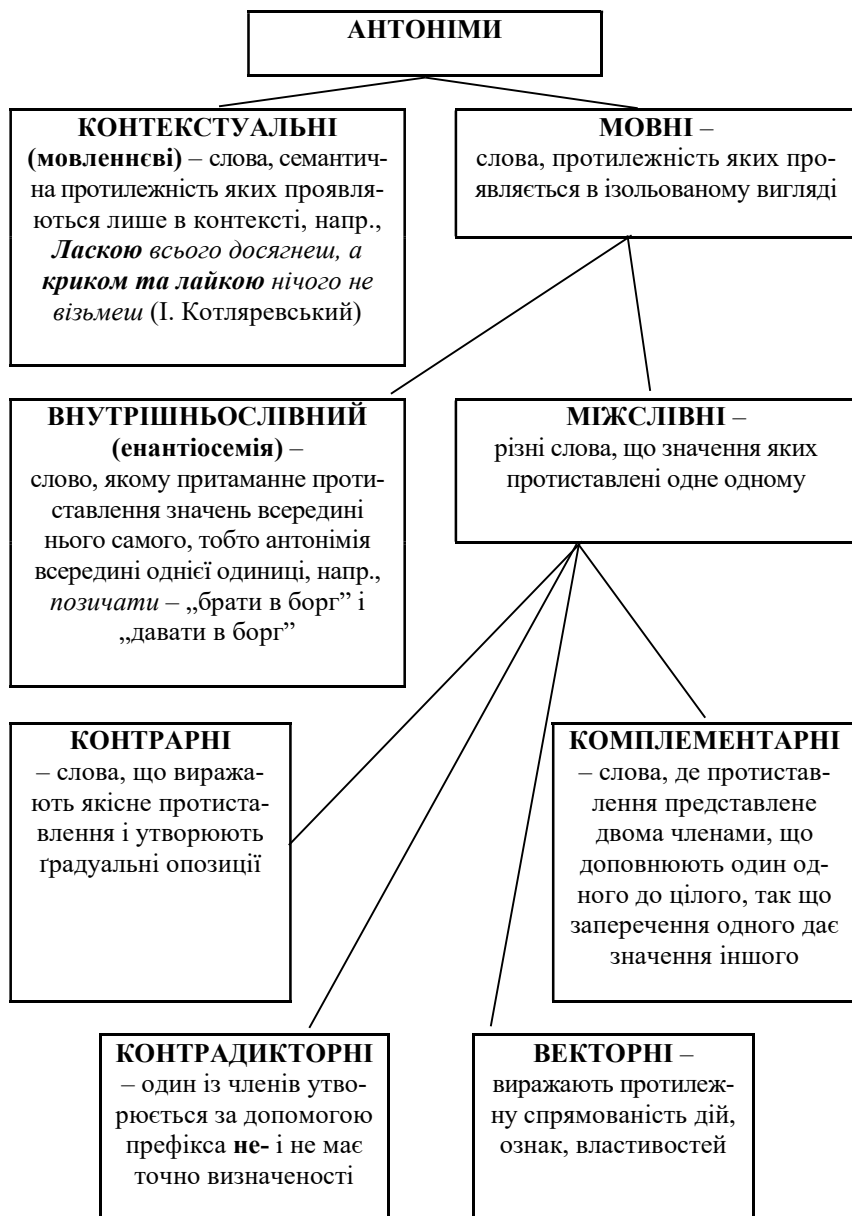 АНТОНІМИ
КОНТЕКСТУАЛЬНІ
(мовленнєві) – слова, семантич-
на протилежність яких проявля-
ються лише в контексті, напр.,
Ласкою всього досягнеш, а
криком та лайкою нічого не
візьмеш (І. Котляревський)
МОВНІ –
слова, протилежність яких про-
являється в ізольованому вигляді
ВНУТРІШНЬОСЛІВНИЙ
(енантіосемія) –
слово, якому притаманне проти-
ставлення значень всередині
нього самого, тобто антонімія
всередині однієї одиниці, напр.,
позичати – „брати в борг” і
„давати в борг”
МІЖСЛІВНІ –
різні слова, що значення яких
протиставлені одне одному
КОНТРАРНІ
– слова, що виража-
ють якісне протиста-
влення і утворюють
ґрадуальні опозиції
КОМПЛЕМЕНТАРНІ
– слова, де протистав-
лення представлене
двома членами, що
доповнюють один од-
ного до цілого, так що
заперечення одного дає
значення іншого
КОНТРАДИКТОРНІ
– один із членів утво-
рюється за допомогою
префікса не- і не має
точно визначеності
ВЕКТОРНІ –
виражають протилеж-
ну спрямованість дій,
ознак, властивостей